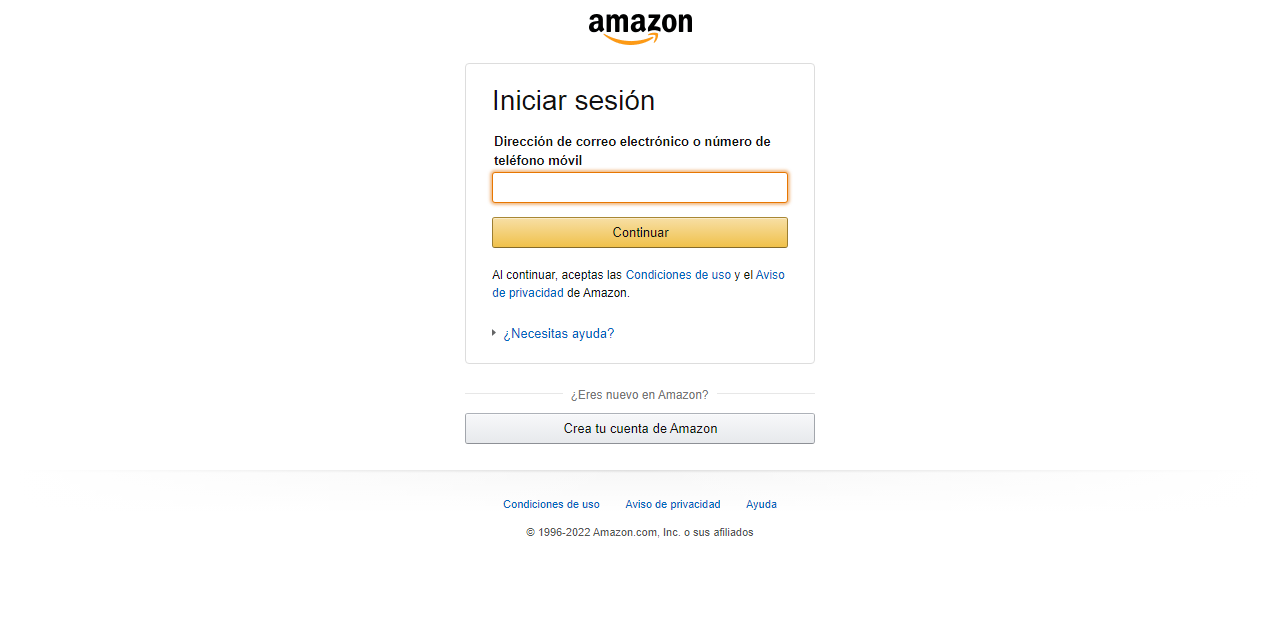 amazon
Iniciar sesión
Dirección de correo electrónico o número de
teléfono móvil
Continuar
Al continuar, aceptas las Condiciones de uso y el Aviso
de privacidad de Amazon.
¿Necesitas ayuda?
¿Eres nuevo en Amazon?
Crea tu cuenta de Amazon
Condiciones de uso Aviso de privacidad Ayuda
© 1996-2022 Amazon.com, Inc. o sus afiliados